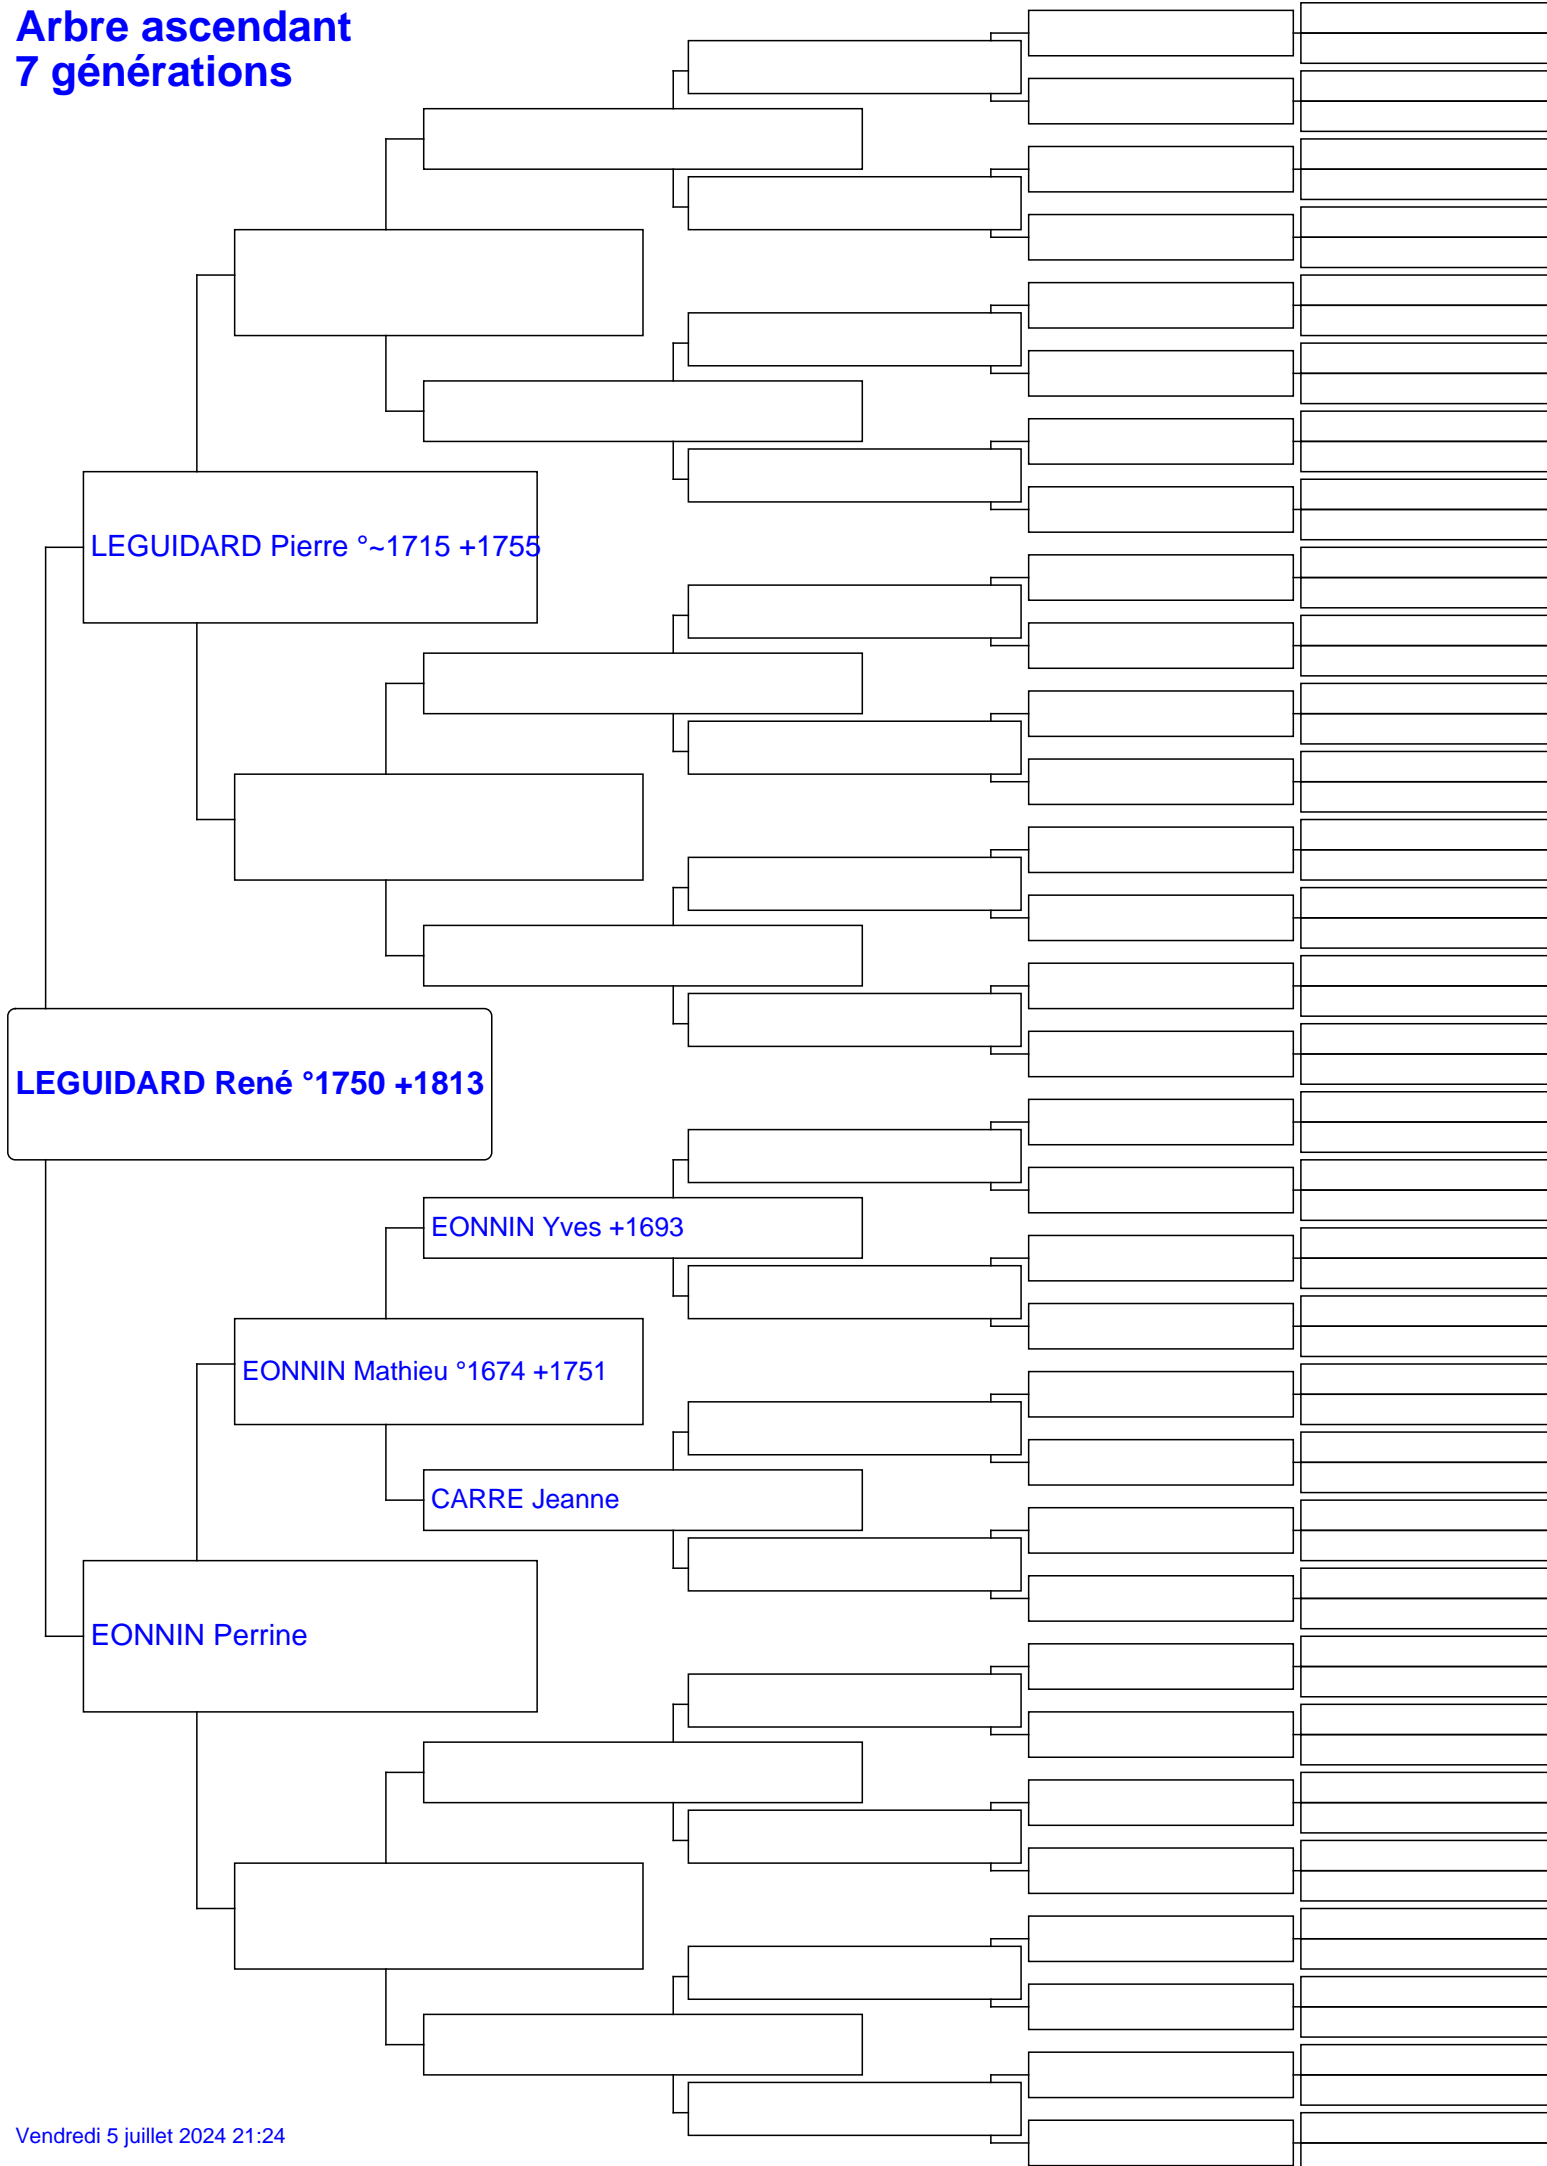 Arbre ascendant
7 générations
LEGUIDARD Pierre °~1715 +1755
LEGUIDARD René °1750 +1813
EONNIN Yves +1693
EONNIN Mathieu °1674 +1751
CARRE Jeanne
EONNIN Perrine
Vendredi 5 juillet 2024 21:24